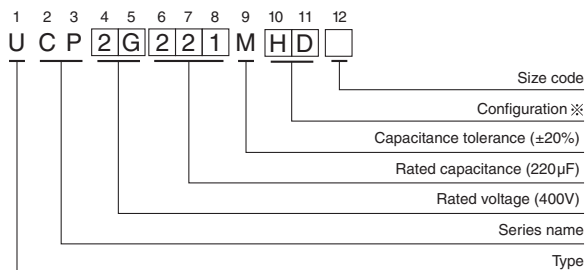 1 2 3 4 5 6 7 8 9 10 11 12
U C P 2 G 2 2 1 M H D
Size code
Configuration ※
Capacitance tolerance (±20%)
Rated capacitance (220µF)
Rated voltage (400V)
Series name
Type